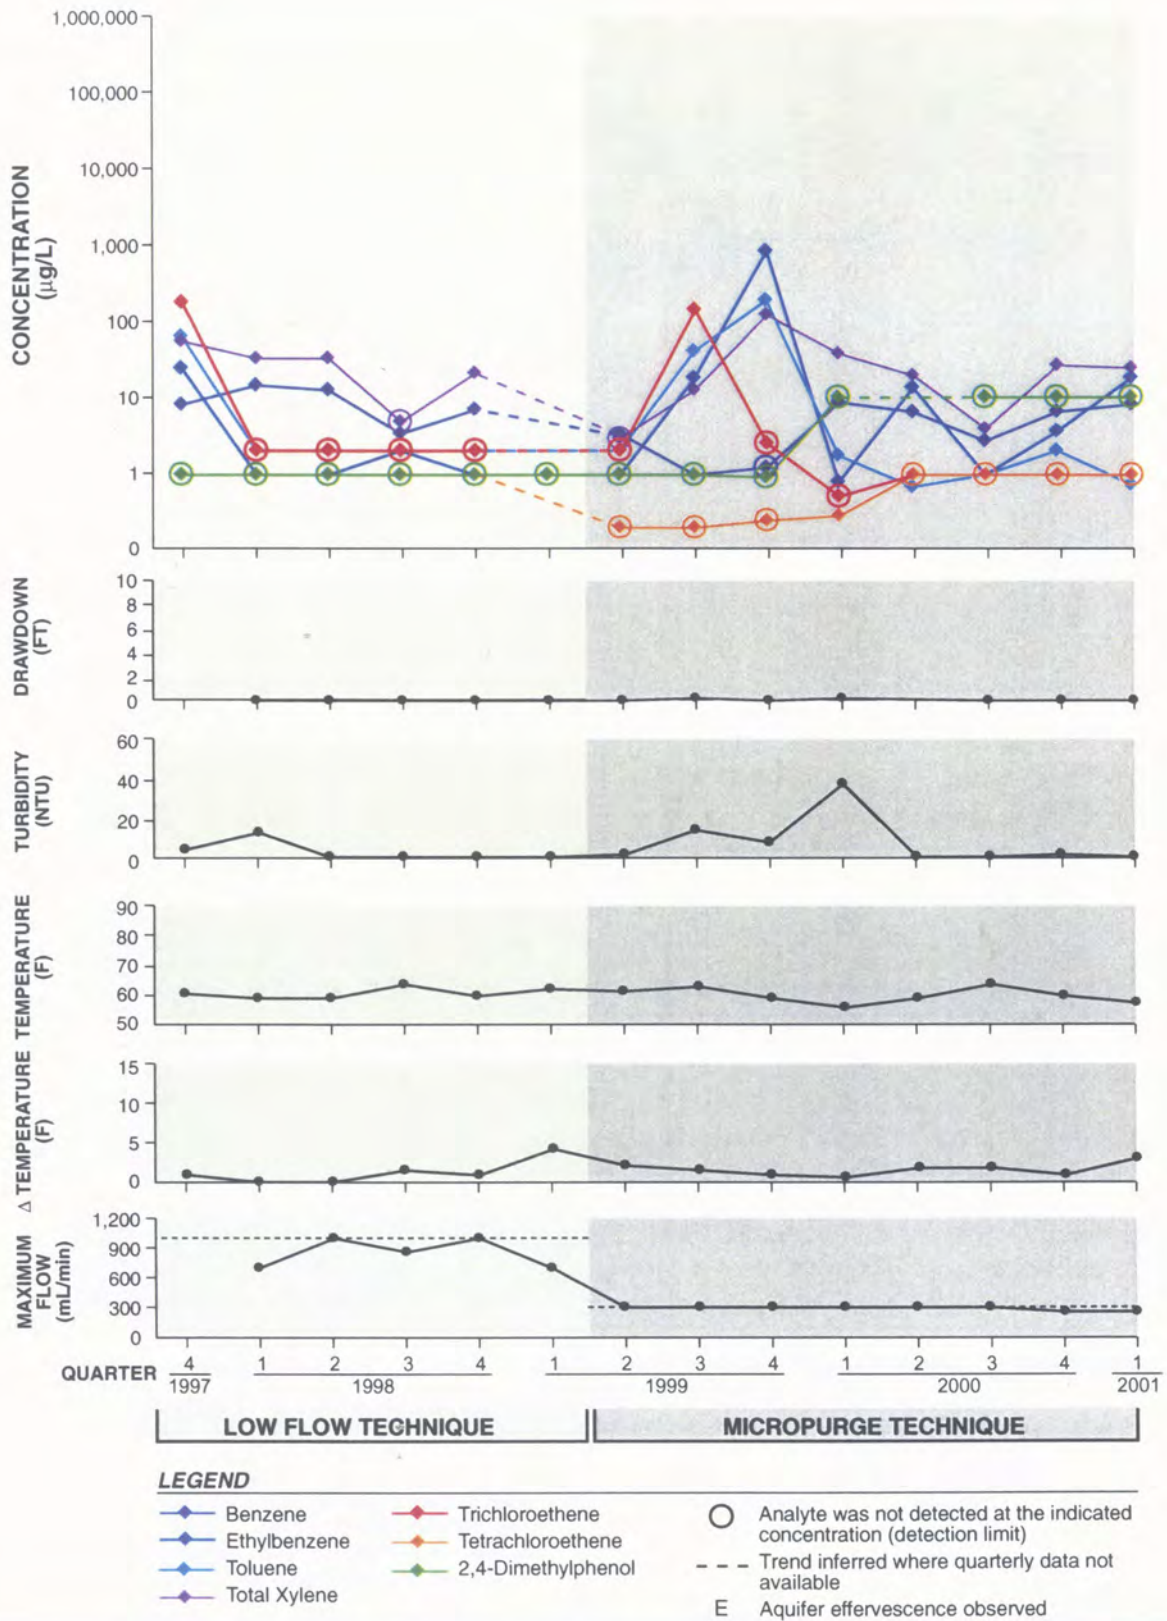 1,000,000
100,000
10,000
1,000
100
10
1
0
CONCENTRATION
(µg/L)
10
8
6
4
2
0
DRAWDOWN
(FT)
60
40
20
0
TURBIDITY
(NTU)
90
80
70
60
50
TEMPERATURE
(F)
15
10
5
0
Δ TEMPERATURE
(F)
1,200
900
600
300
0
MAXIMUM
FLOW
(mL/min)
QUARTER 4 1 2 3 4 1 2 3 4 1 2 3 4 1
1997 1998 1999 2000 2001
LOW FLOW TECHNIQUE MICROPURGE TECHNIQUE
LEGEND
Benzene
Ethylbenzene
Toluene
Total Xylene
Trichloroethene
Tetrachloroethene
2,4-Dimethylphenol
Analyte was not detected at the indicated
concentration (detection limit)
Trend inferred where quarterly data not
available
E Aquifer effervescence observed